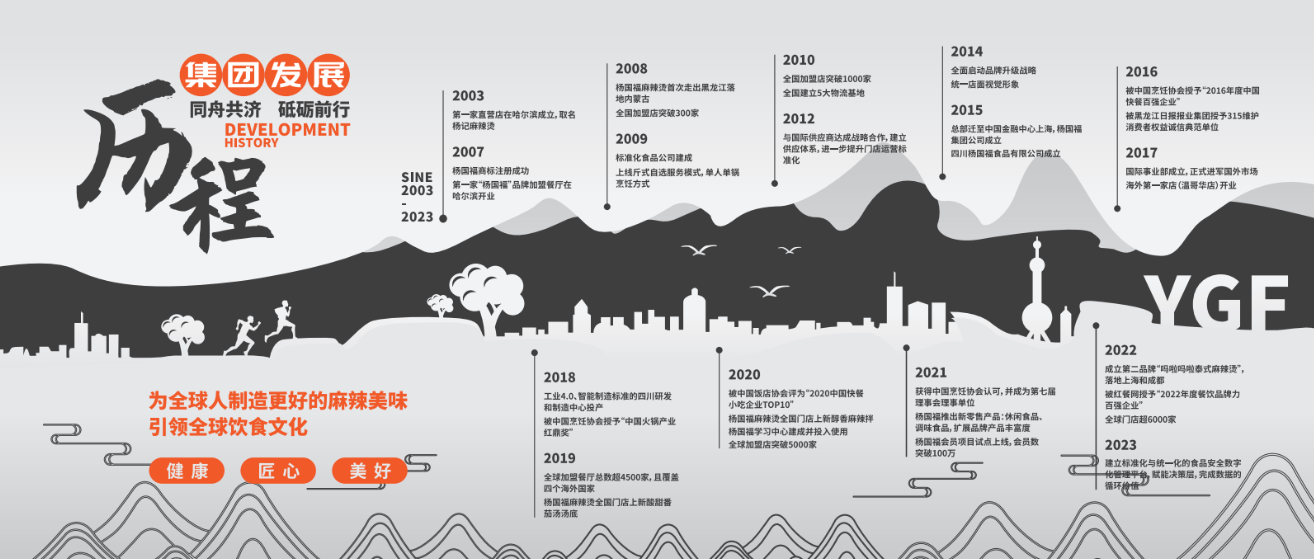 集团发展
历程
同舟共济 砥砺前行
DEVELOPMENT
HISTORY
SINE
2003
-
2023
2003
第一家直营店在哈尔滨成立,取名
杨记麻辣烫
2007
杨国福商标注册成功
第一家“杨国福”品牌加盟餐厅在
哈尔滨开业
2008
杨国福麻辣烫首次走出黑龙江落
地内蒙古
全国加盟店突破300家
2009
标准化食品公司建成
上线斤式自选服务模式,单人单锅
烹饪方式
2010
全国加盟店突破1000家
全国建立5大物流基地
2012
与国际供应商达成战略合作,建立
供应体系,进一步提升门店运营标
准化
2014
全面启动品牌升级战略
统一店面视觉形象
2015
总部迁至中国金融中心上海,杨国福
集团公司成立
四川杨国福食品有限公司成立
2016
被中国烹饪协会授予“2016年度中国
快餐百强企业”
被黑龙江日报报业集团授予315维护
消费者权益诚信典范单位
2017
国际事业部成立,正式进军国外市场
海外第一家店(温哥华店)开业
YGF
2018
工业4.0、智能制造标准的四川研发
和制造中心投产
被中国烹饪协会授予“中国火锅产业
红鼎奖”
2019
全球加盟餐厅总数超4500家,且覆盖
四个海外国家
杨国福麻辣烫全国门店上新酸甜番
茄汤汤底
2020
被中国饭店协会评为“2020中国快餐
小吃企业TOP10”
杨国福麻辣烫全国门店上新醇香麻辣拌
杨国福学习中心建成并投入使用
全球加盟店突破5000家
2021
获得中国烹饪协会认可,并成为第七届
理事会理事单位
杨国福推出新零售产品:休闲食品、
调味食品,扩展品牌产品丰富度
杨国福会员项目试点上线,会员数
突破100万
2022
成立第二品牌“吗啦吗啦泰式麻辣烫”,
落地上海和成都
被红餐网授予“2022年度餐饮品牌力
百强企业”
全球门店超6000家
2023
建立标准化与统一化的食品安全数字
化管理平台,赋能决策层,完成数据的
循环价值
为全球人制造更好的麻辣美味
引领全球饮食文化
健康 匠心 美好